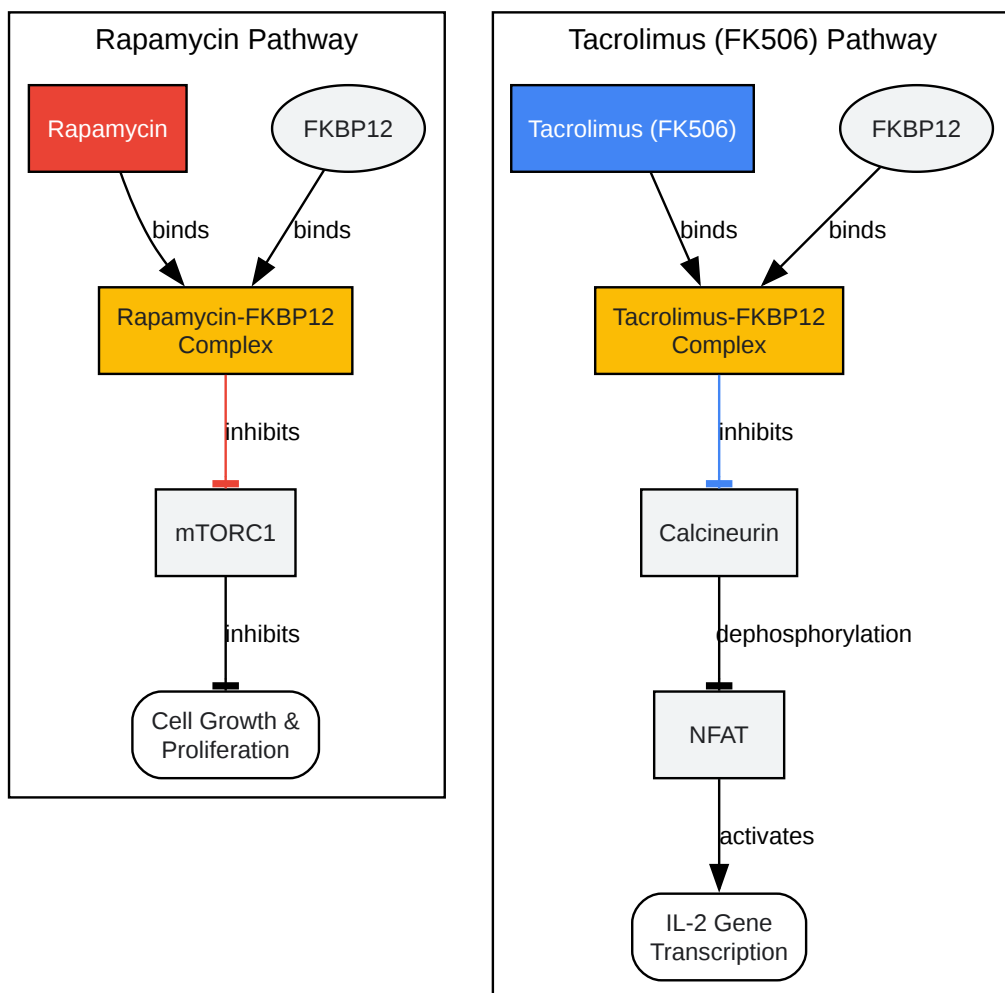 Rapamycin Pathway
Rapamycin
FKBP12
binds
binds
Rapamycin-FKBP12
Complex
inhibits
mTORC1
inhibits
Cell Growth &
Proliferation
Tacrolimus (FK506) Pathway
Tacrolimus (FK506)
FKBP12
binds
binds
Tacrolimus-FKBP12
Complex
inhibits
Calcineurin
dephosphorylation
NFAT
activates
IL-2 Gene
Transcription